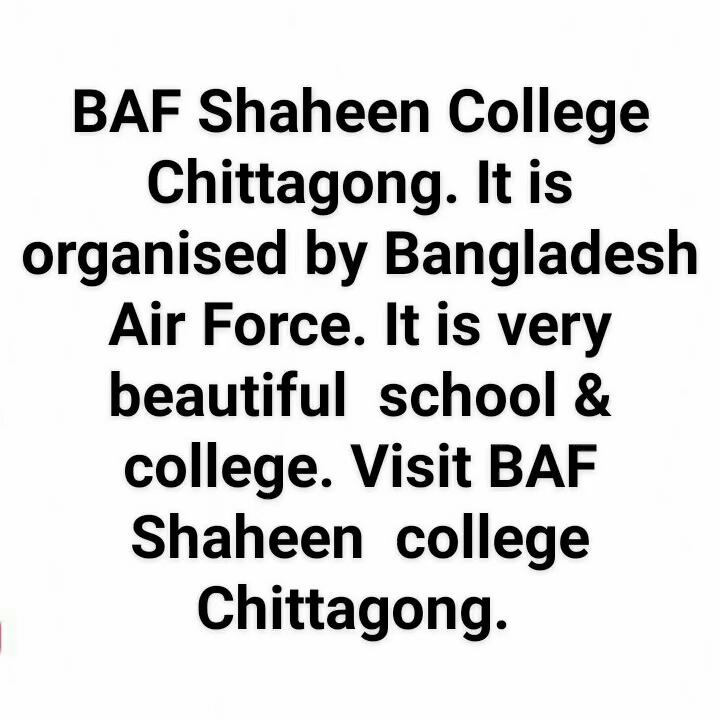 BAF Shaheen College
Chittagong. It is
organised by Bangladesh
Air Force. It is very
beautiful  school &
college. Visit BAF
Shaheen  college
Chittagong.